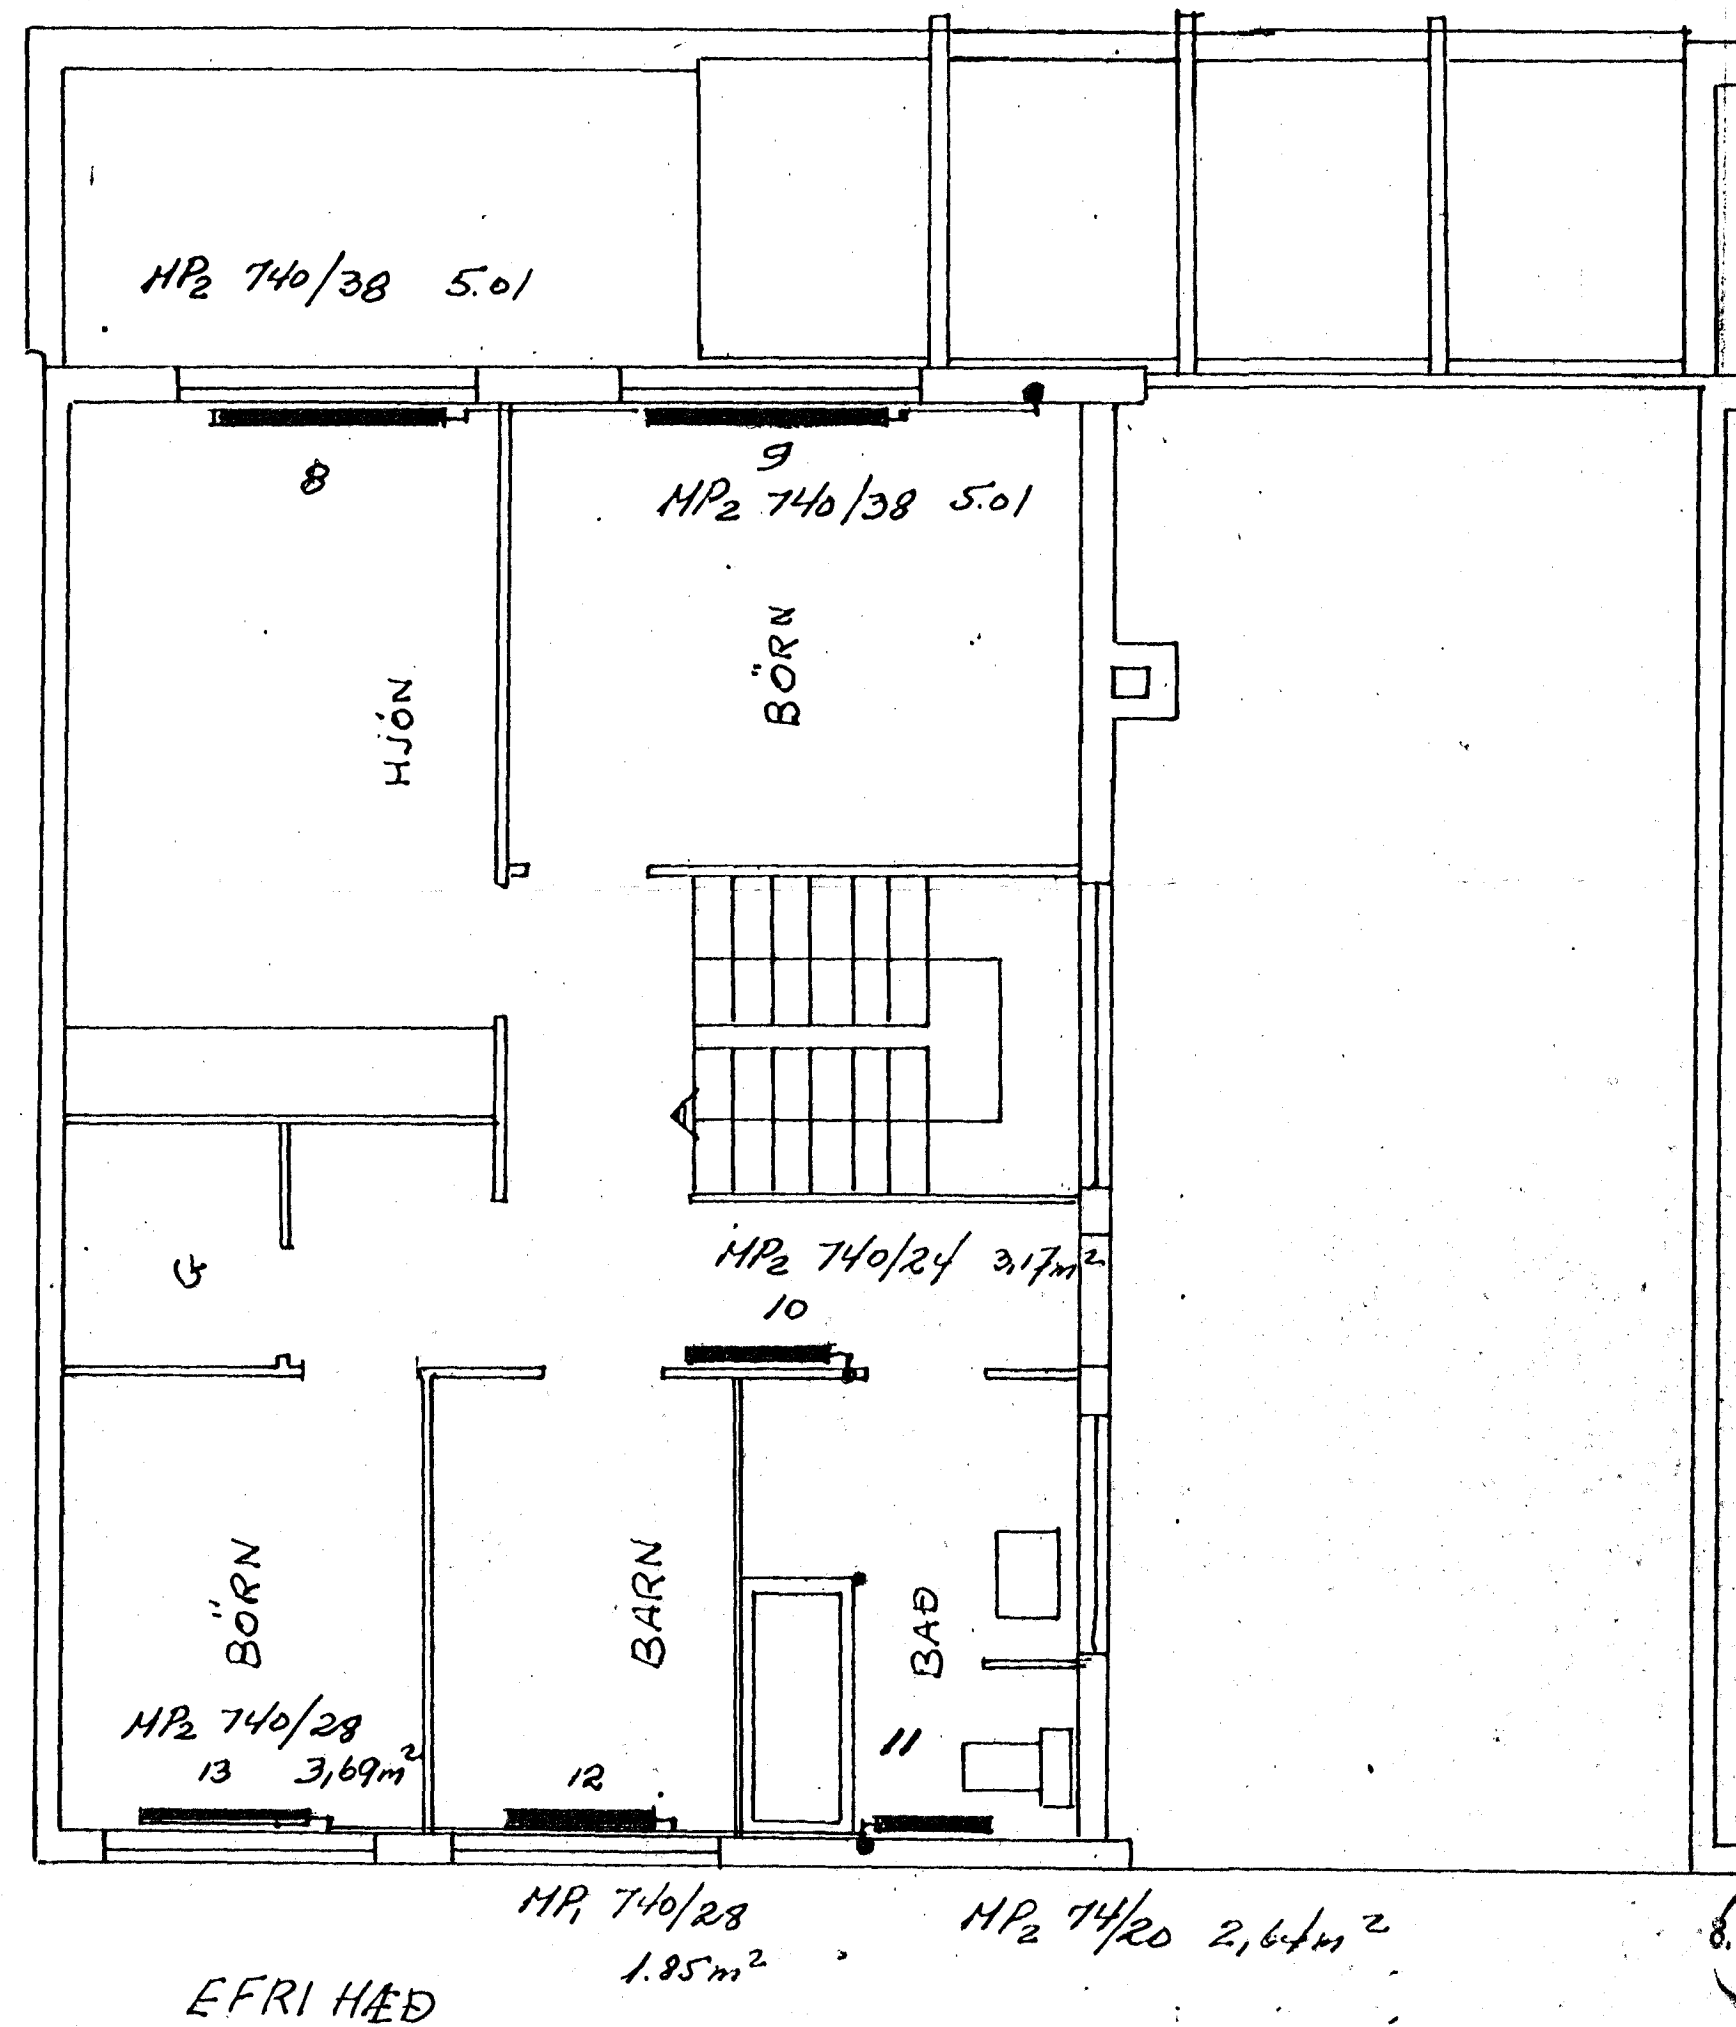 MP2 740/38 5.01
8
9
MP2 740/38 5.01
HJÓN
BÖRN
MP2 740/24 3,17m²
10
G
BÖRN
BARN
BAÐ
MP2 740/28
13 3,69m²
12
11
MP1 740/28
1.85m²
MP2 74/20 2,64m²
8.
EFRI HÆÐ